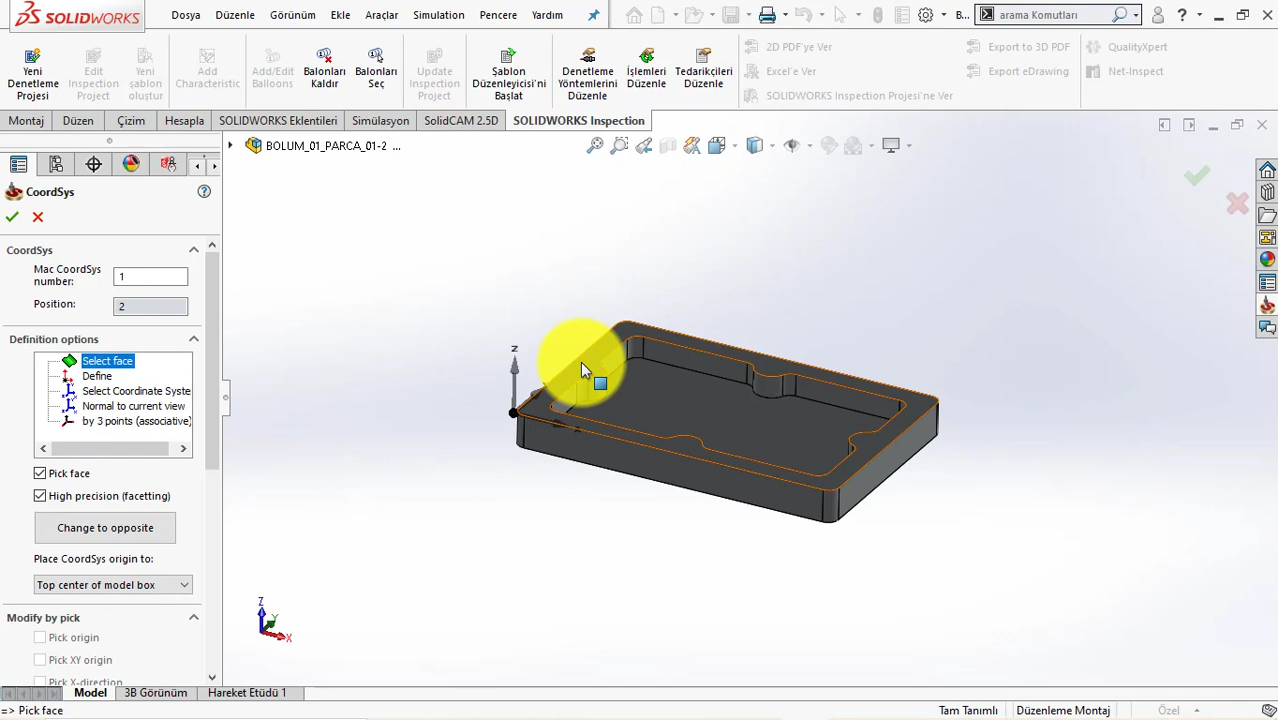 SOLIDWORKS
Dosya Düzenle Görünüm Ekle Araçlar Simulation Pencere Yardım
B...
arama Komutları
?
Yeni Denetleme Projesi
Edit Inspection Project
Yeni şablon oluştur
Add Characteristic
Add/Edit Balloons
Balonları Kaldır
Balonları Seç
Update Inspection Project
Şablon Düzenleyicisi'ni Başlat
Denetleme Yöntemlerini Düzenle
İşlemleri Düzenle
Tedarikçileri Düzenle
2D PDF'ye Ver
Excel'e Ver
SOLIDWORKS Inspection Projesi'ne Ver
Export to 3D PDF
Export eDrawing
QualityXpert
Net-Inspect
Montaj Düzen Çizim Hesapla SOLIDWORKS Eklentileri Simülasyon SolidCAM 2.5D SOLIDWORKS Inspection
BOLUM_01_PARCA_01-2 ...
CoordSys
?
CoordSys
Mac CoordSys number:
1
Position:
2
Definition options
Select face
Define
Select Coordinate Syste
Normal to current view
by 3 points (associative)
Pick face
High precision (facetting)
Change to opposite
Place CoordSys origin to:
Top center of model box
Modify by pick
Pick origin
Pick XY origin
Pick X-direction
Z
Z
Y
X
Model 3B Görünüm Hareket Etüdü 1
=> Pick face
Tam Tanımlı Düzenleme Montaj Özel